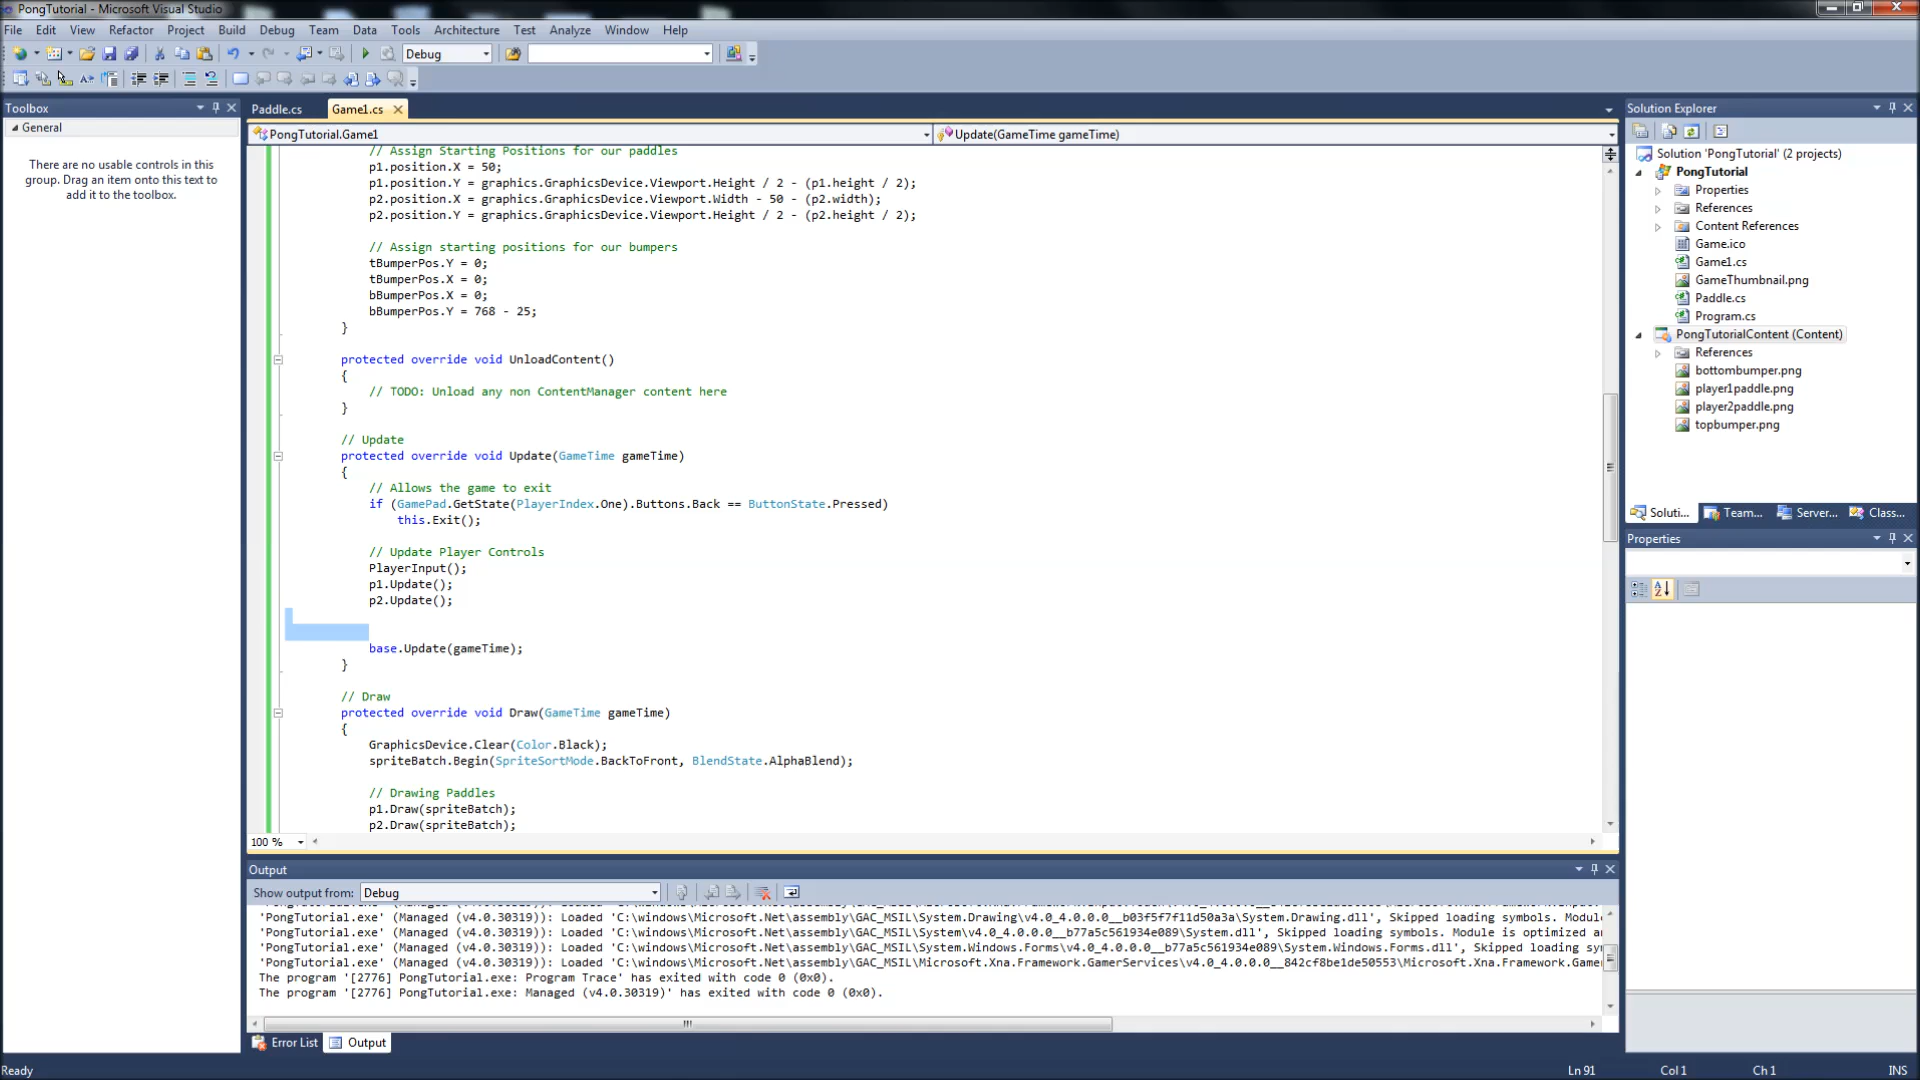 PongTutorial - Microsoft Visual Studio
File Edit View Refactor Project Build Debug Team Data Tools Architecture Test Analyze Window Help
Debug
Toolbox
General
There are no usable controls in this
group. Drag an item onto this text to
add it to the toolbox.
Paddle.cs Game1.cs
PongTutorial.Game1 Update(GameTime gameTime)
// Assign Starting Positions for our paddles
p1.position.X = 50;
p1.position.Y = graphics.GraphicsDevice.Viewport.Height / 2 - (p1.height / 2);
p2.position.X = graphics.GraphicsDevice.Viewport.Width - 50 - (p2.width);
p2.position.Y = graphics.GraphicsDevice.Viewport.Height / 2 - (p2.height / 2);
// Assign starting positions for our bumpers
tBumperPos.Y = 0;
tBumperPos.X = 0;
bBumperPos.X = 0;
bBumperPos.Y = 768 - 25;
}
protected override void UnloadContent()
{
// TODO: Unload any non ContentManager content here
}
// Update
protected override void Update(GameTime gameTime)
{
// Allows the game to exit
if (GamePad.GetState(PlayerIndex.One).Buttons.Back == ButtonState.Pressed)
this.Exit();
// Update Player Controls
PlayerInput();
p1.Update();
p2.Update();
base.Update(gameTime);
}
// Draw
protected override void Draw(GameTime gameTime)
{
GraphicsDevice.Clear(Color.Black);
spriteBatch.Begin(SpriteSortMode.BackToFront, BlendState.AlphaBlend);
// Drawing Paddles
p1.Draw(spriteBatch);
p2.Draw(spriteBatch);
100 %
Output
Show output from: Debug
'PongTutorial.exe' (Managed (v4.0.30319)): Loaded 'C:\windows\Microsoft.Net\assembly\GAC_MSIL\System.Drawing\v4.0_4.0.0.0__b03f5f7f11d50a3a\System.Drawing.dll', Skipped loading symbols. Modul
'PongTutorial.exe' (Managed (v4.0.30319)): Loaded 'C:\windows\Microsoft.Net\assembly\GAC_MSIL\System\v4.0_4.0.0.0__b77a5c561934e089\System.dll', Skipped loading symbols. Module is optimized a
'PongTutorial.exe' (Managed (v4.0.30319)): Loaded 'C:\windows\Microsoft.Net\assembly\GAC_MSIL\System.Windows.Forms\v4.0_4.0.0.0__b77a5c561934e089\System.Windows.Forms.dll', Skipped loading sy
'PongTutorial.exe' (Managed (v4.0.30319)): Loaded 'C:\windows\Microsoft.Net\assembly\GAC_MSIL\Microsoft.Xna.Framework.GamerServices\v4.0_4.0.0.0__842cf8be1de50553\Microsoft.Xna.Framework.Game
The program '[2776] PongTutorial.exe: Program Trace' has exited with code 0 (0x0).
The program '[2776] PongTutorial.exe: Managed (v4.0.30319)' has exited with code 0 (0x0).
Error List Output
Solution Explorer
Solution 'PongTutorial' (2 projects)
PongTutorial
Properties
References
Content References
Game.ico
Game1.cs
GameThumbnail.png
Paddle.cs
Program.cs
PongTutorialContent (Content)
References
bottombumper.png
player1paddle.png
player2paddle.png
topbumper.png
Soluti... Team... Server... Class...
Properties
Ready Ln 91 Col 1 Ch 1 INS